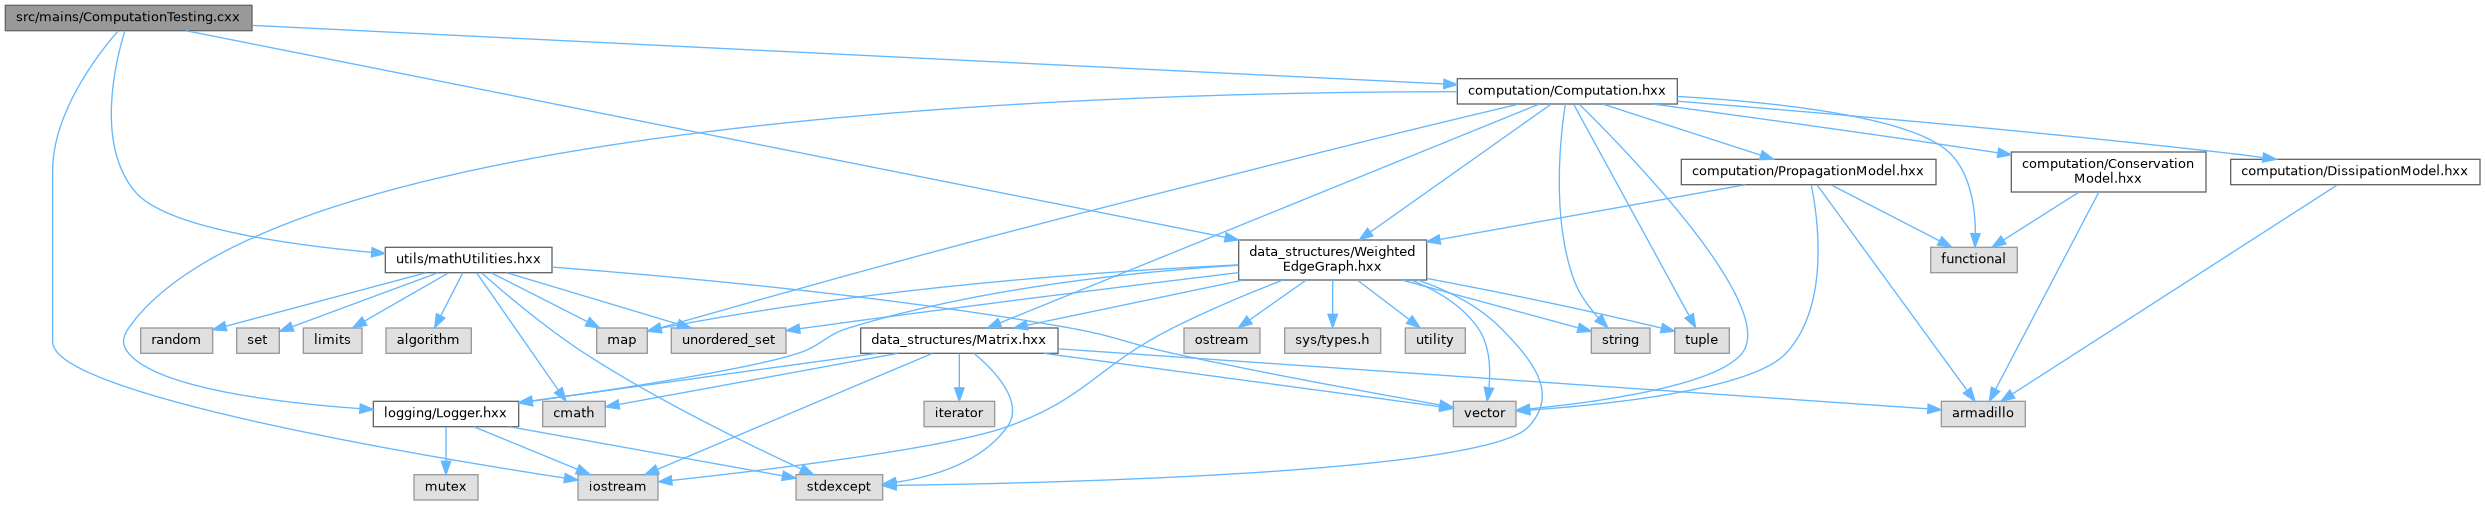 src/mains/ComputationTesting.cxx
computation/Computation.hxx
computation/PropagationModel.hxx
computation/Conservation
Model.hxx
computation/DissipationModel.hxx
utils/mathUtilities.hxx
data_structures/Weighted
EdgeGraph.hxx
functional
random
set
limits
algorithm
map
unordered_set
data_structures/Matrix.hxx
ostream
sys/types.h
utility
string
tuple
logging/Logger.hxx
cmath
iterator
vector
armadillo
mutex
iostream
stdexcept